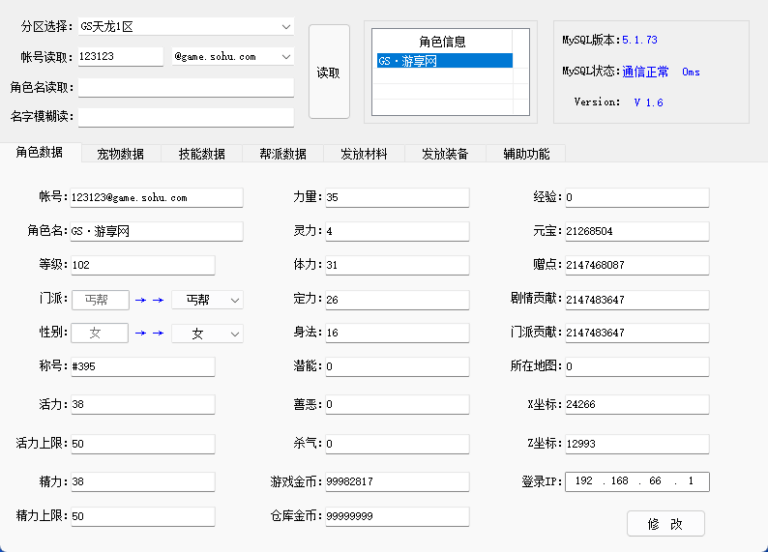 分区选择: GS天龙1区
帐号读取: 123123 @game.sohu.com
角色名读取:
名字模糊读:
读取
角色信息
GS·游享网
MySQL版本: 5.1.73
MySQL状态: 通信正常 0ms
Version: V 1.6
角色数据 宠物数据 技能数据 帮派数据 发放材料 发放装备 辅助功能
帐号: 123123@game.sohu.com 力量: 35 经验: 0
角色名: GS·游享网 灵力: 4 元宝: 21268504
等级: 102 体力: 31 赠点: 2147468087
门派: 丐帮 →→ 丐帮 定力: 26 剧情贡献: 2147483647
性别: 女 →→ 女 身法: 16 门派贡献: 2147483647
称号: #395 潜能: 0 所在地图: 0
活力: 38 善恶: 0 X坐标: 24266
活力上限: 50 杀气: 0 Z坐标: 12993
精力: 38 游戏金币: 99982817 登录IP: 192 .168 . 66 . 1
精力上限: 50 仓库金币: 99999999 修 改